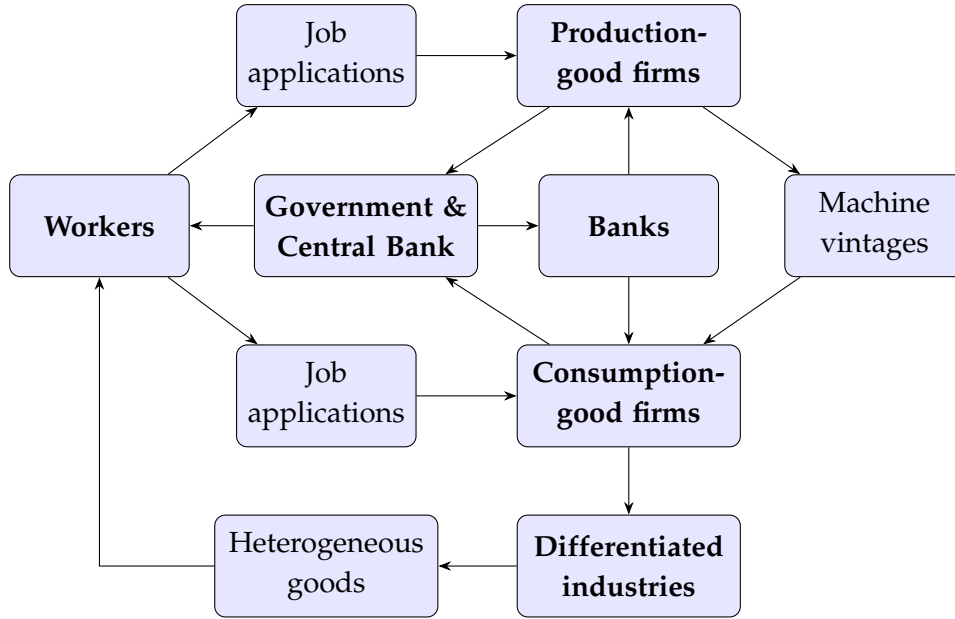 Job
applications
Production-
good firms
Workers
Government &
Central Bank
Banks
Machine
vintages
Job
applications
Consumption-
good firms
Heterogeneous
goods
Differentiated
industries